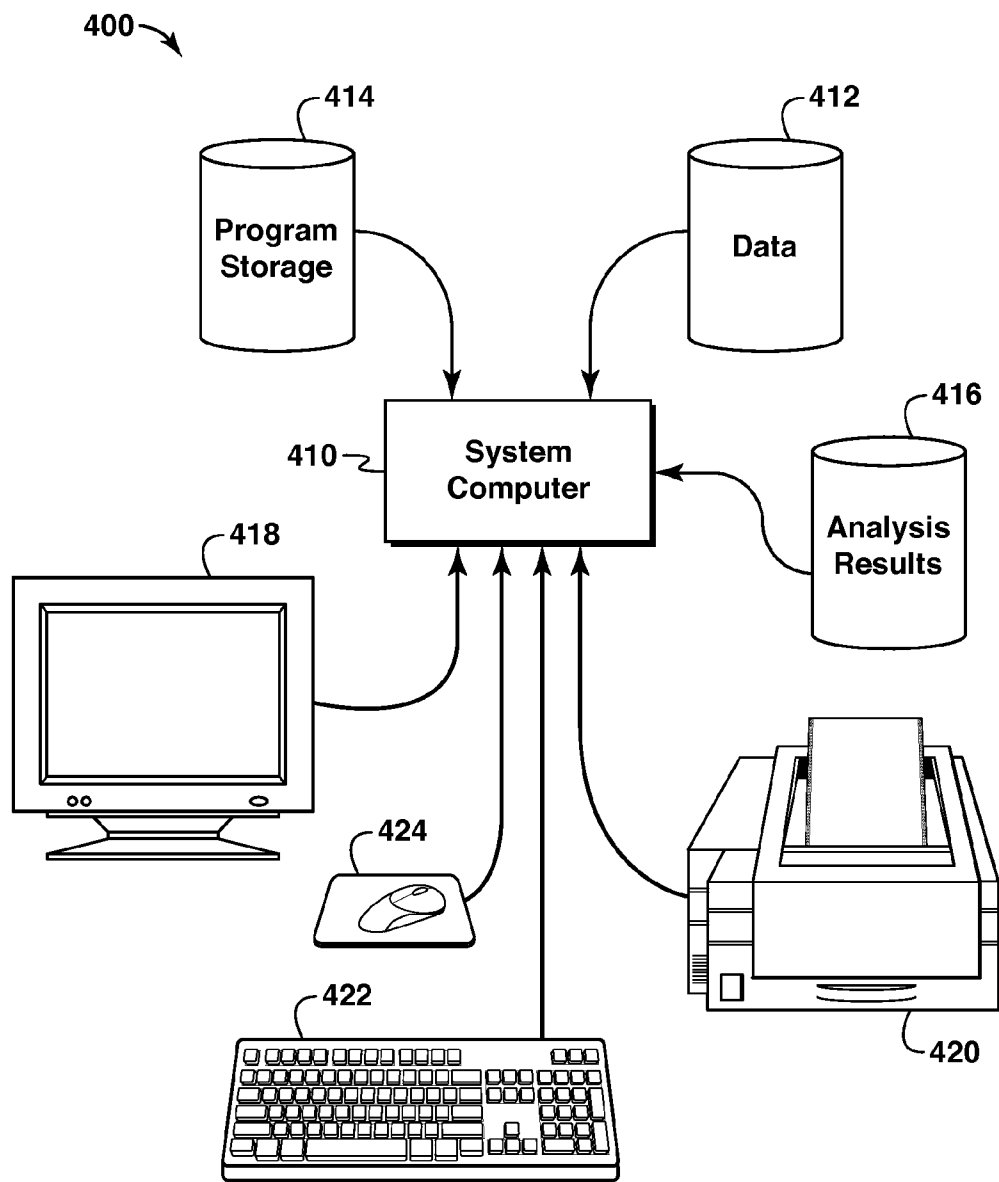 400
414
412
Program
Storage
Data
416
410
System
Computer
Analysis
Results
418
424
422
420